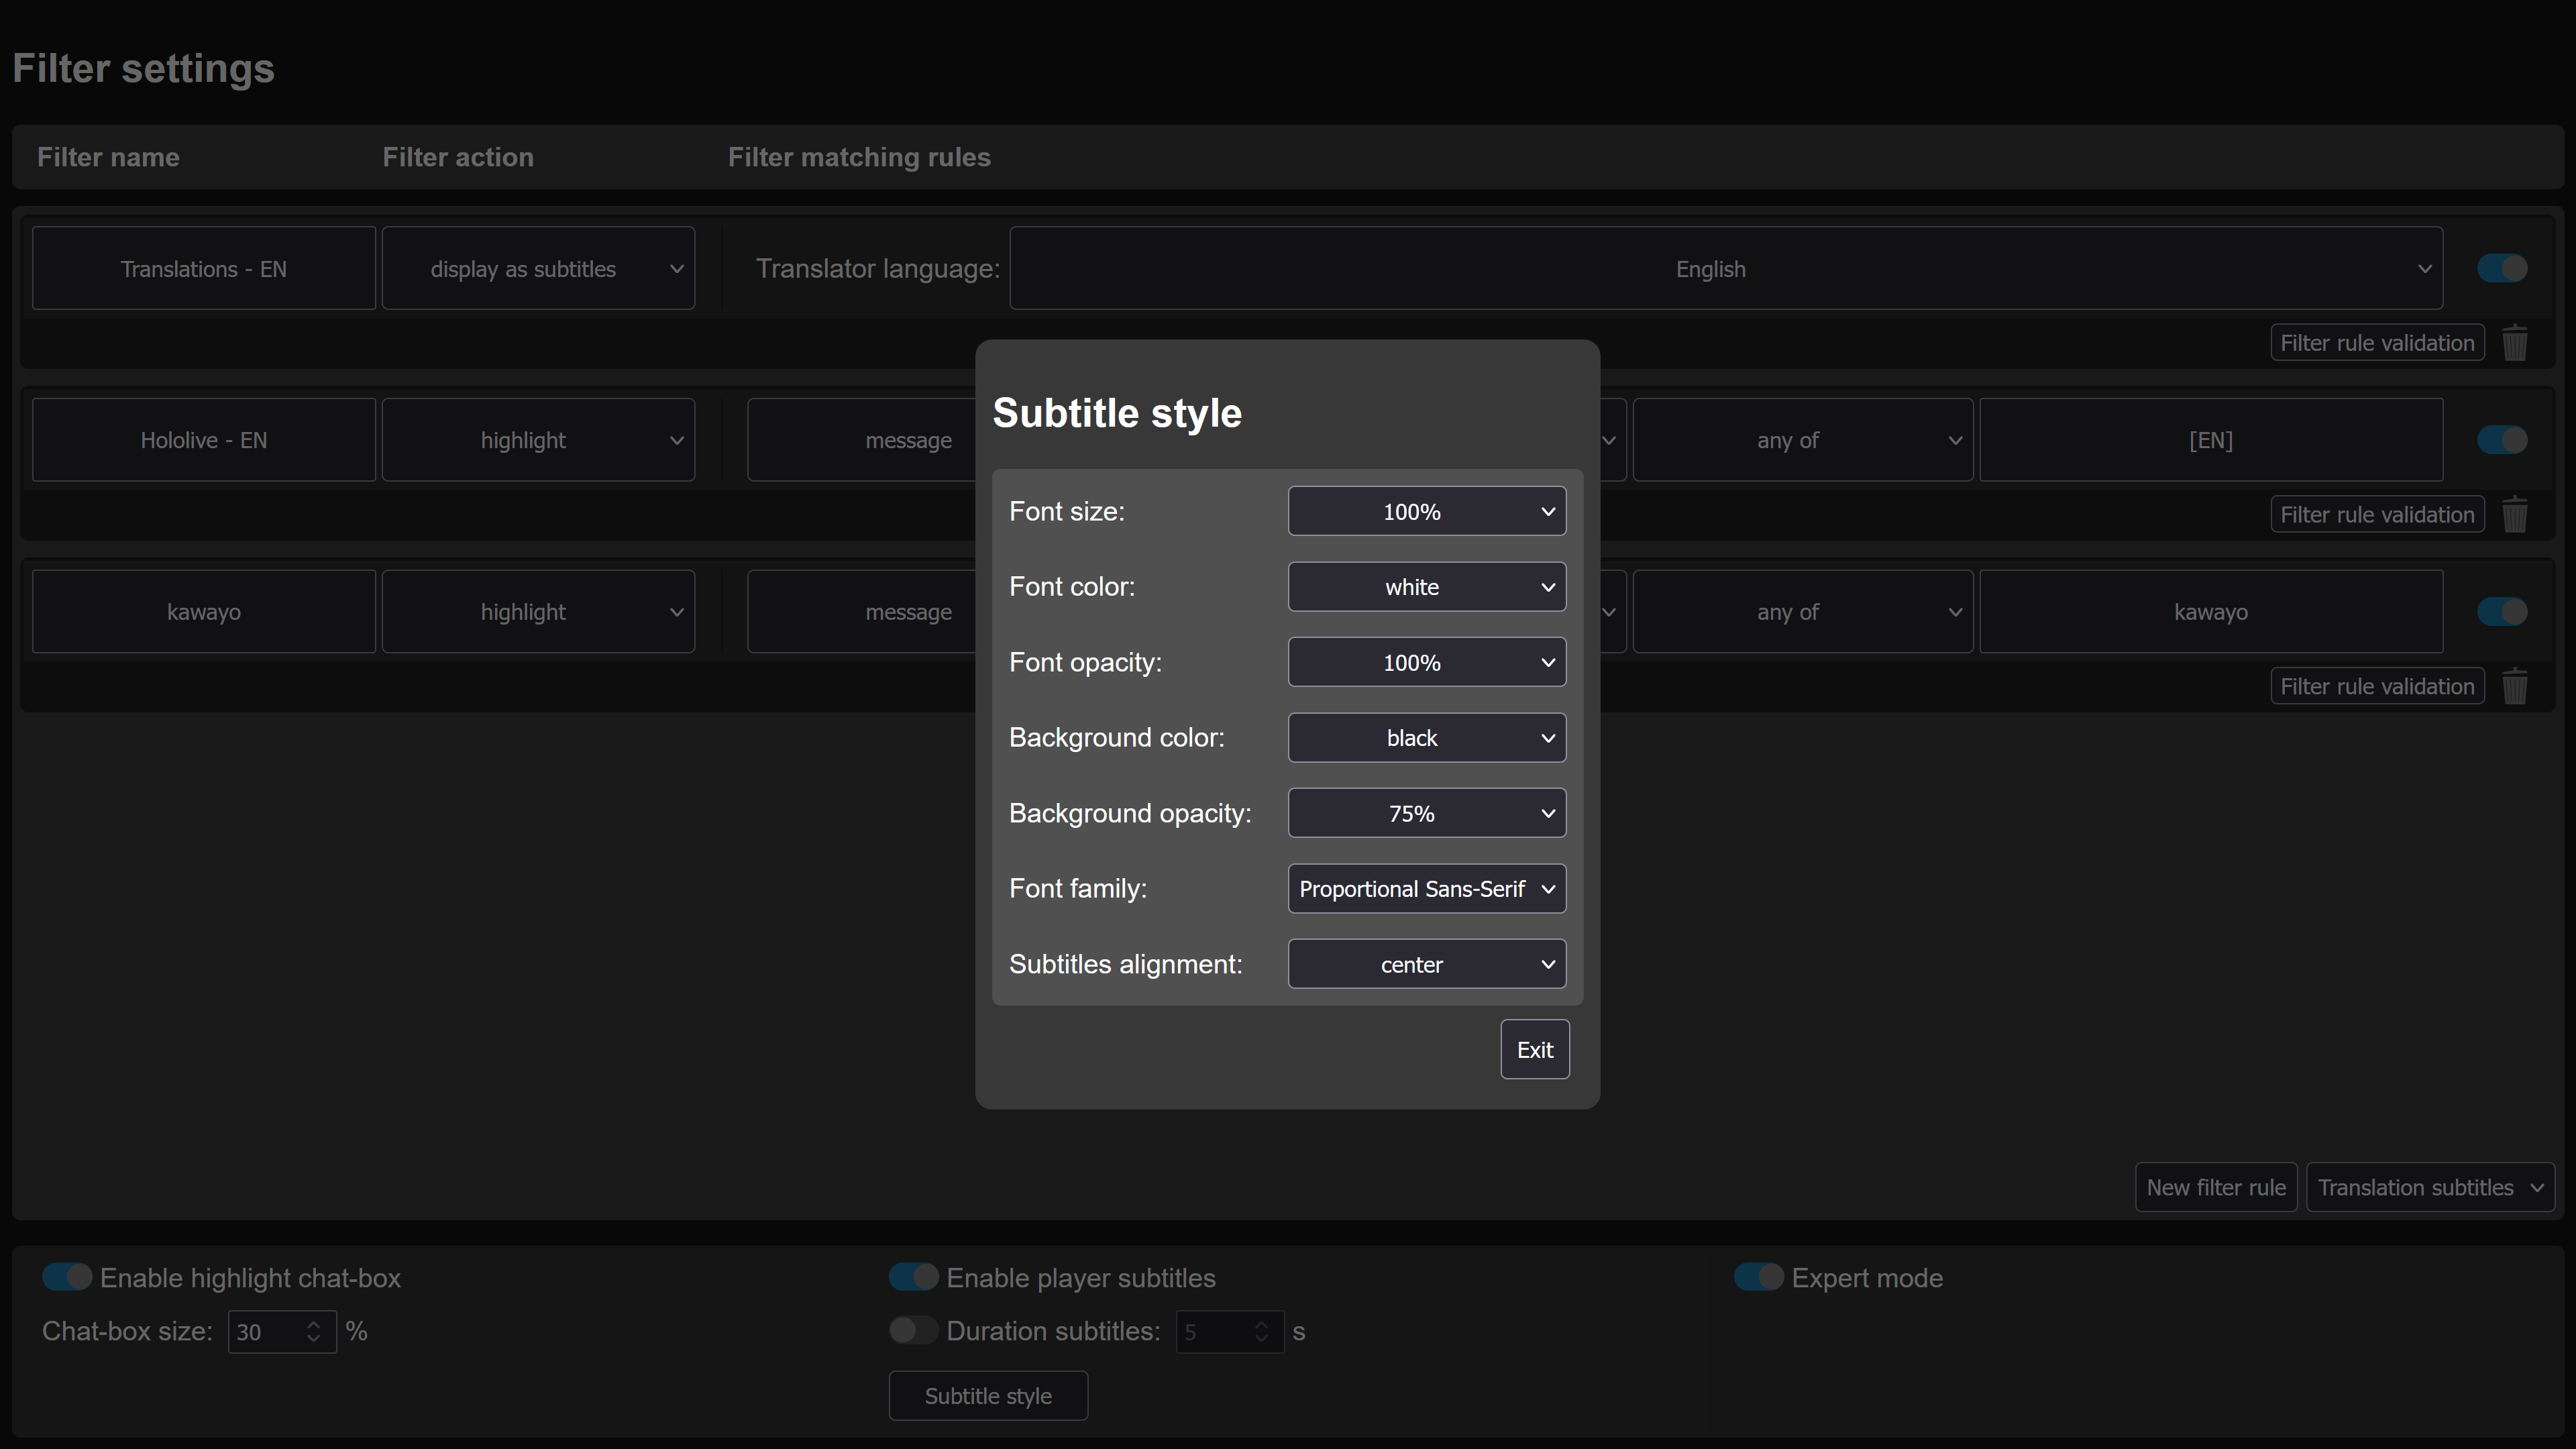 Filter settings
Filter name Filter action Filter matching rules
Translations - EN display as subtitles Translator language: English
Filter rule validation
Hololive - EN highlight message any of [EN]
Filter rule validation
kawayo highlight message any of kawayo
Filter rule validation
Subtitle style
Font size: 100%
Font color: white
Font opacity: 100%
Background color: black
Background opacity: 75%
Font family: Proportional Sans-Serif
Subtitles alignment: center
Exit
New filter rule Translation subtitles
Enable highlight chat-box Enable player subtitles Expert mode
Chat-box size: 30 % Duration subtitles: 5 s
Subtitle style